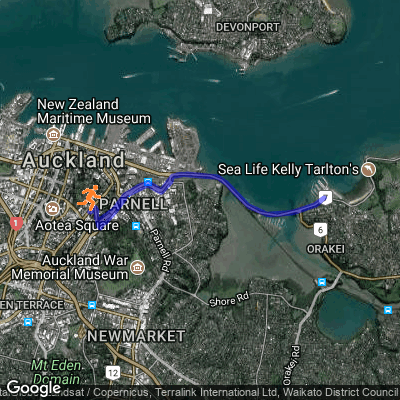 DEVONPORT
New Zealand
Maritime Museum
Auckland
Sea Life Kelly Tarlton's
PARNELL
Aotea Square
1
6
ORAKEI
Parnell Rd
Auckland War
Memorial Museum
EN TERRACE
Shore Rd
NEWMARKET
12
Mt Eden
Domain
Orakei Rd
Google
dsat / Copernicus, Terralink International Ltd, Waikato District Council